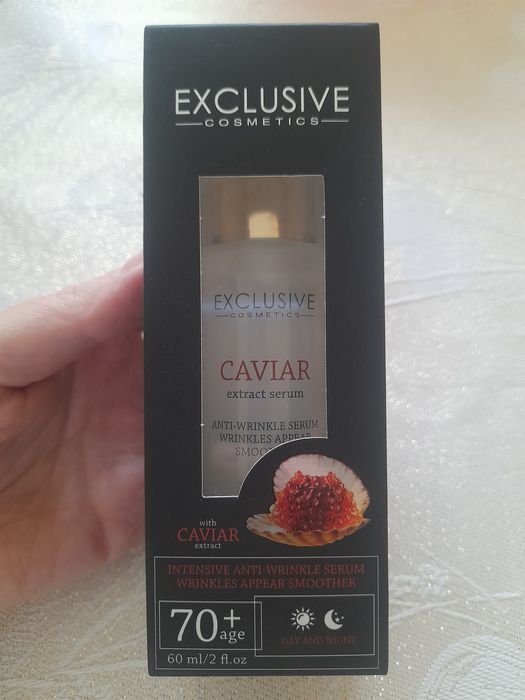 EXCLUSIVE
COSMETICS
EXCLUSIVE
COSMETICS
CAVIAR
extract serum
ANTI-WRINKLE SERUM
WRINKLES APPEAR
with
CAVIAR
extract
INTENSIVE ANTI-WRINKLE SERUM
WRINKLES APPEAR SMOOTHER
70+
age
DAY AND NIGHT
60 ml/2 fl.oz